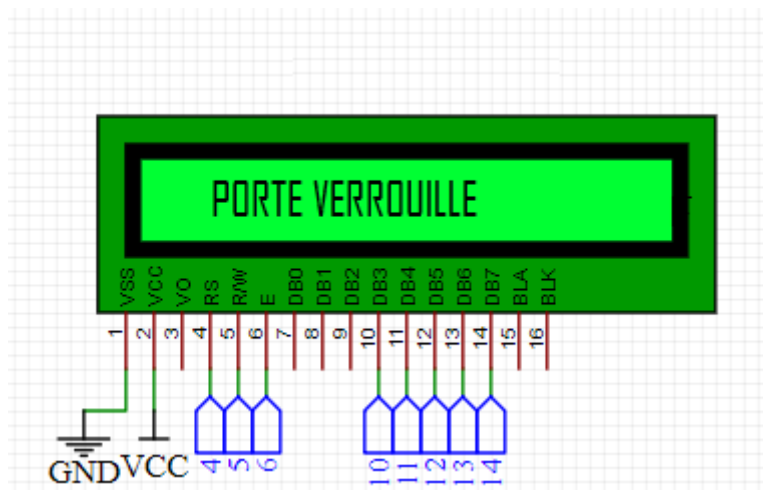 PORTE VERROUILLE
VSS VCC VO RS R/W E DB0 DB1 DB2 DB3 DB4 DB5 DB6 DB7 BLA BLK
1 2 3 4 5 6 7 8 9 10 11 12 13 14 15 16
GND VCC 4 5 6 10 11 12 13 14